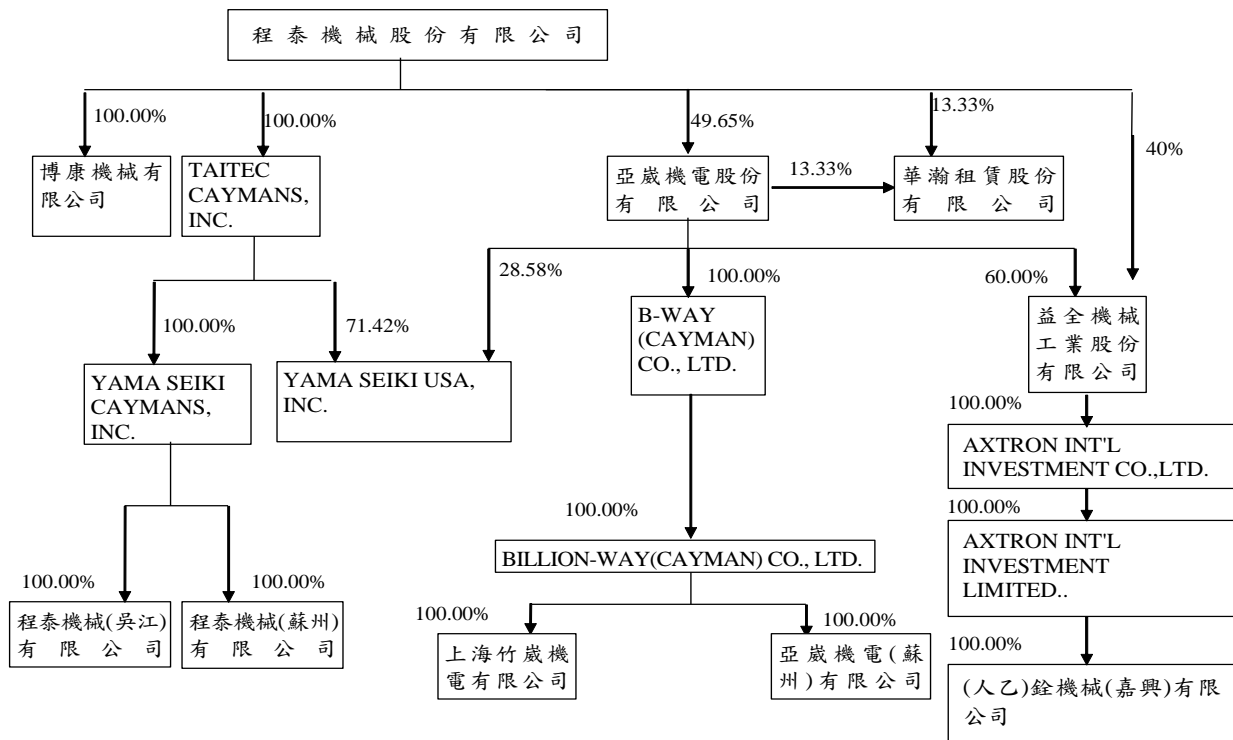 程泰機械股份有限公司
100.00%
100.00%
49.65%
13.33%
40%
博康機械有
限公司
TAITEC
CAYMANS,
INC.
亞崴機電股份
有限公司
13.33%
華瀚租賃股份
有限公司
100.00%
71.42%
28.58%
100.00%
60.00%
YAMA SEIKI
CAYMANS,
INC.
YAMA SEIKI USA,
INC.
B-WAY
(CAYMAN)
CO., LTD.
益全機械
工業股份
有限公司
100.00%
AXTRON INT'L
INVESTMENT CO.,LTD.
100.00%
AXTRON INT'L
INVESTMENT
LIMITED..
100.00%
BILLION-WAY(CAYMAN) CO., LTD.
100.00%
100.00%
程泰機械(吳江)
有限公司
程泰機械(蘇州)
有限公司
100.00%
100.00%
上海竹崴機
電有限公司
亞崴機電(蘇
州)有限公司
100.00%
(人乙)銓機械(嘉興)有限
公司